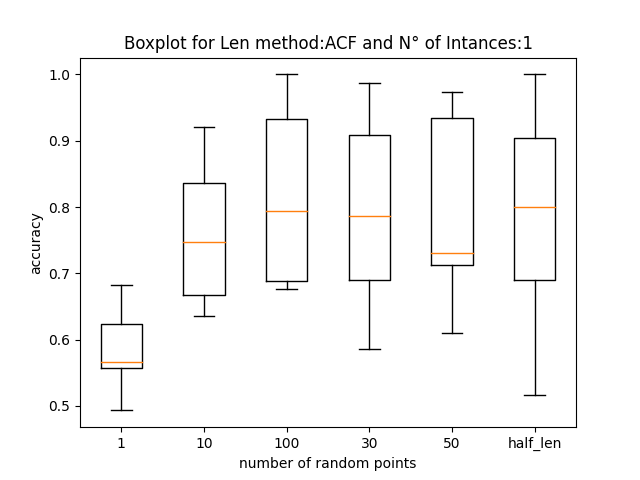 Boxplot for Len method:ACF and N° of Intances:1
1.0
0.9
0.8
0.7
0.6
0.5
accuracy
1 10 100 30 50 half_len
number of random points